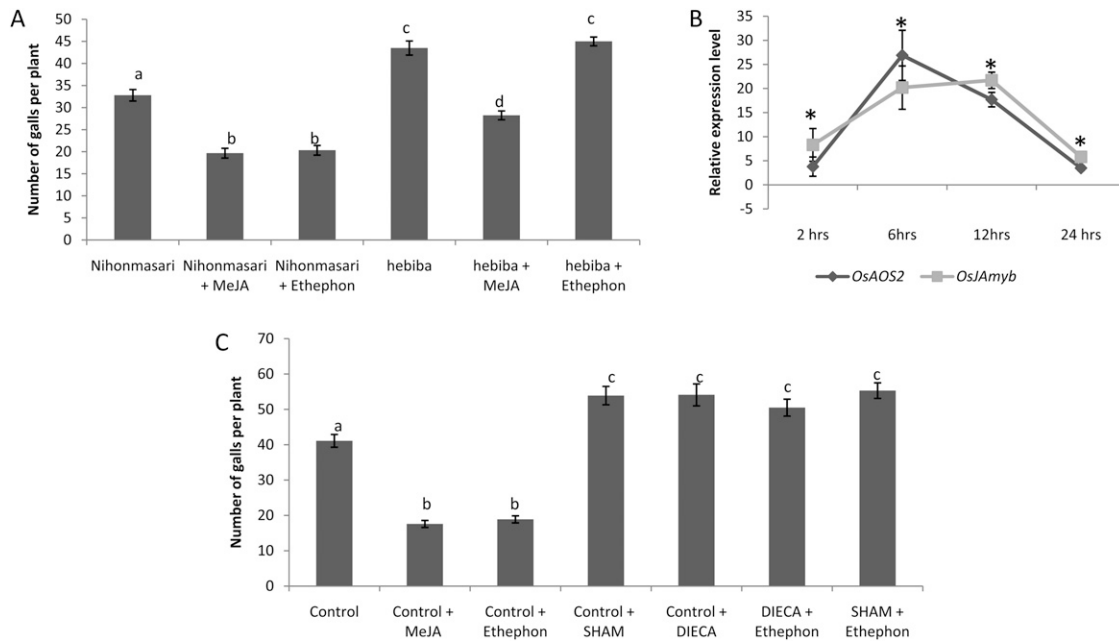 A
Number of galls per plant
50
45
40
35
30
25
20
15
10
5
0
a
b
b
c
d
c
Nihonmasari
Nihonmasari
+ MeJA
Nihonmasari
+ Ethephon
hebiba
hebiba +
MeJA
hebiba +
Ethephon
B
Relative expression level
35
30
25
20
15
10
5
0
-5
*
*
*
*
2 hrs
6hrs
12hrs
24 hrs
OsAOS2
OsJAmyb
C
Number of galls per plant
70
60
50
40
30
20
10
0
a
b
b
c
c
c
c
Control
Control +
MeJA
Control +
Ethephon
Control +
SHAM
Control +
DIECA
DIECA +
Ethephon
SHAM +
Ethephon